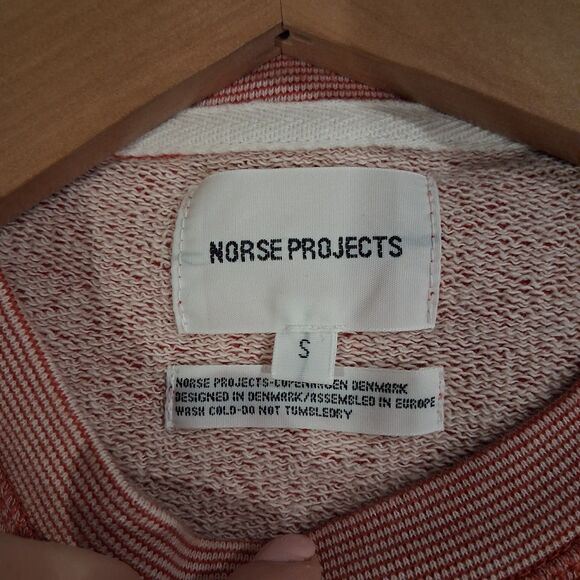 NORSE PROJECTS
S
NORSE PROJECTS-COPENHAGEN DENMARK
DESIGNED IN DENMARK/ASSEMBLED IN EUROPE
WASH COLD-DO NOT TUMBLEDRY